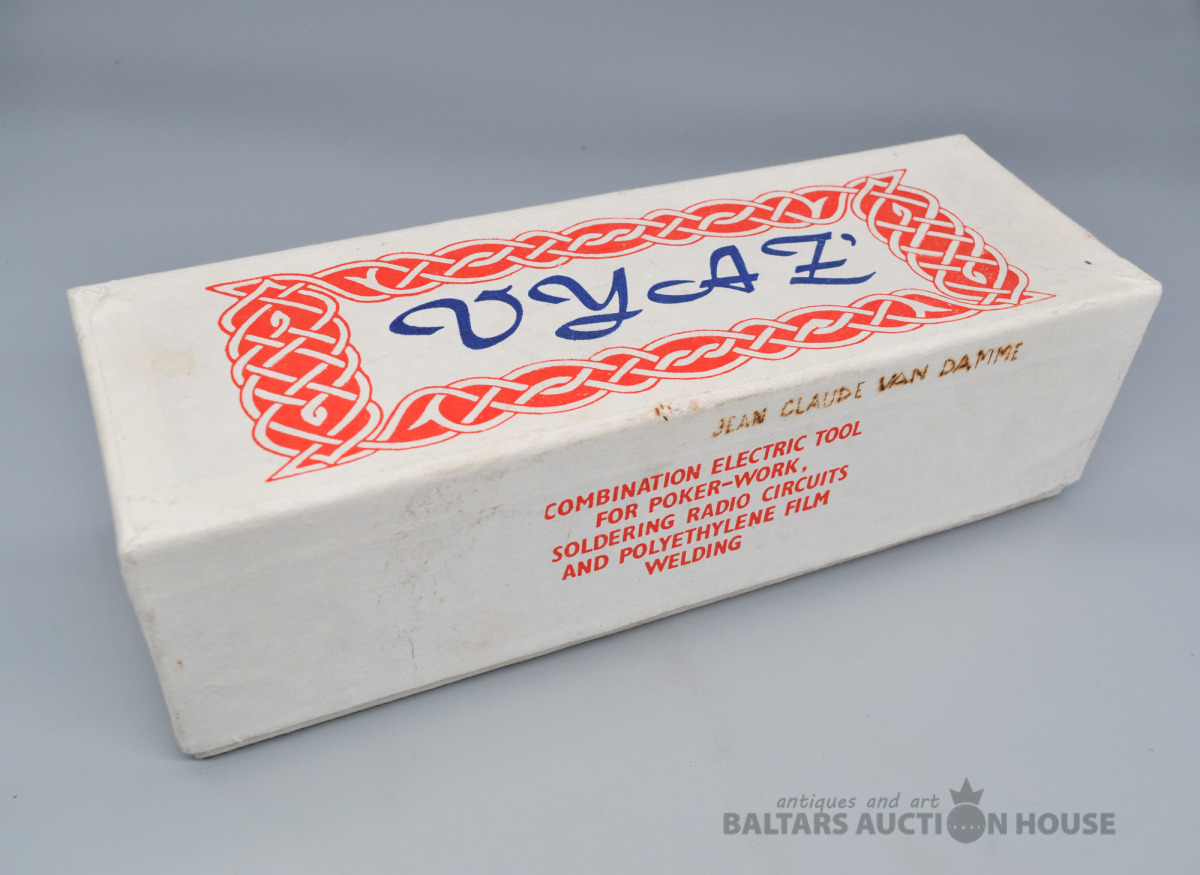 VYAZ'
JEAN CLAUDE VAN DAMME
COMBINATION ELECTRIC TOOL
FOR POKER-WORK,
SOLDERING RADIO CIRCUITS
AND POLYETHYLENE FILM
WELDING
antiques and art
BALTARS AUCTION HOUSE